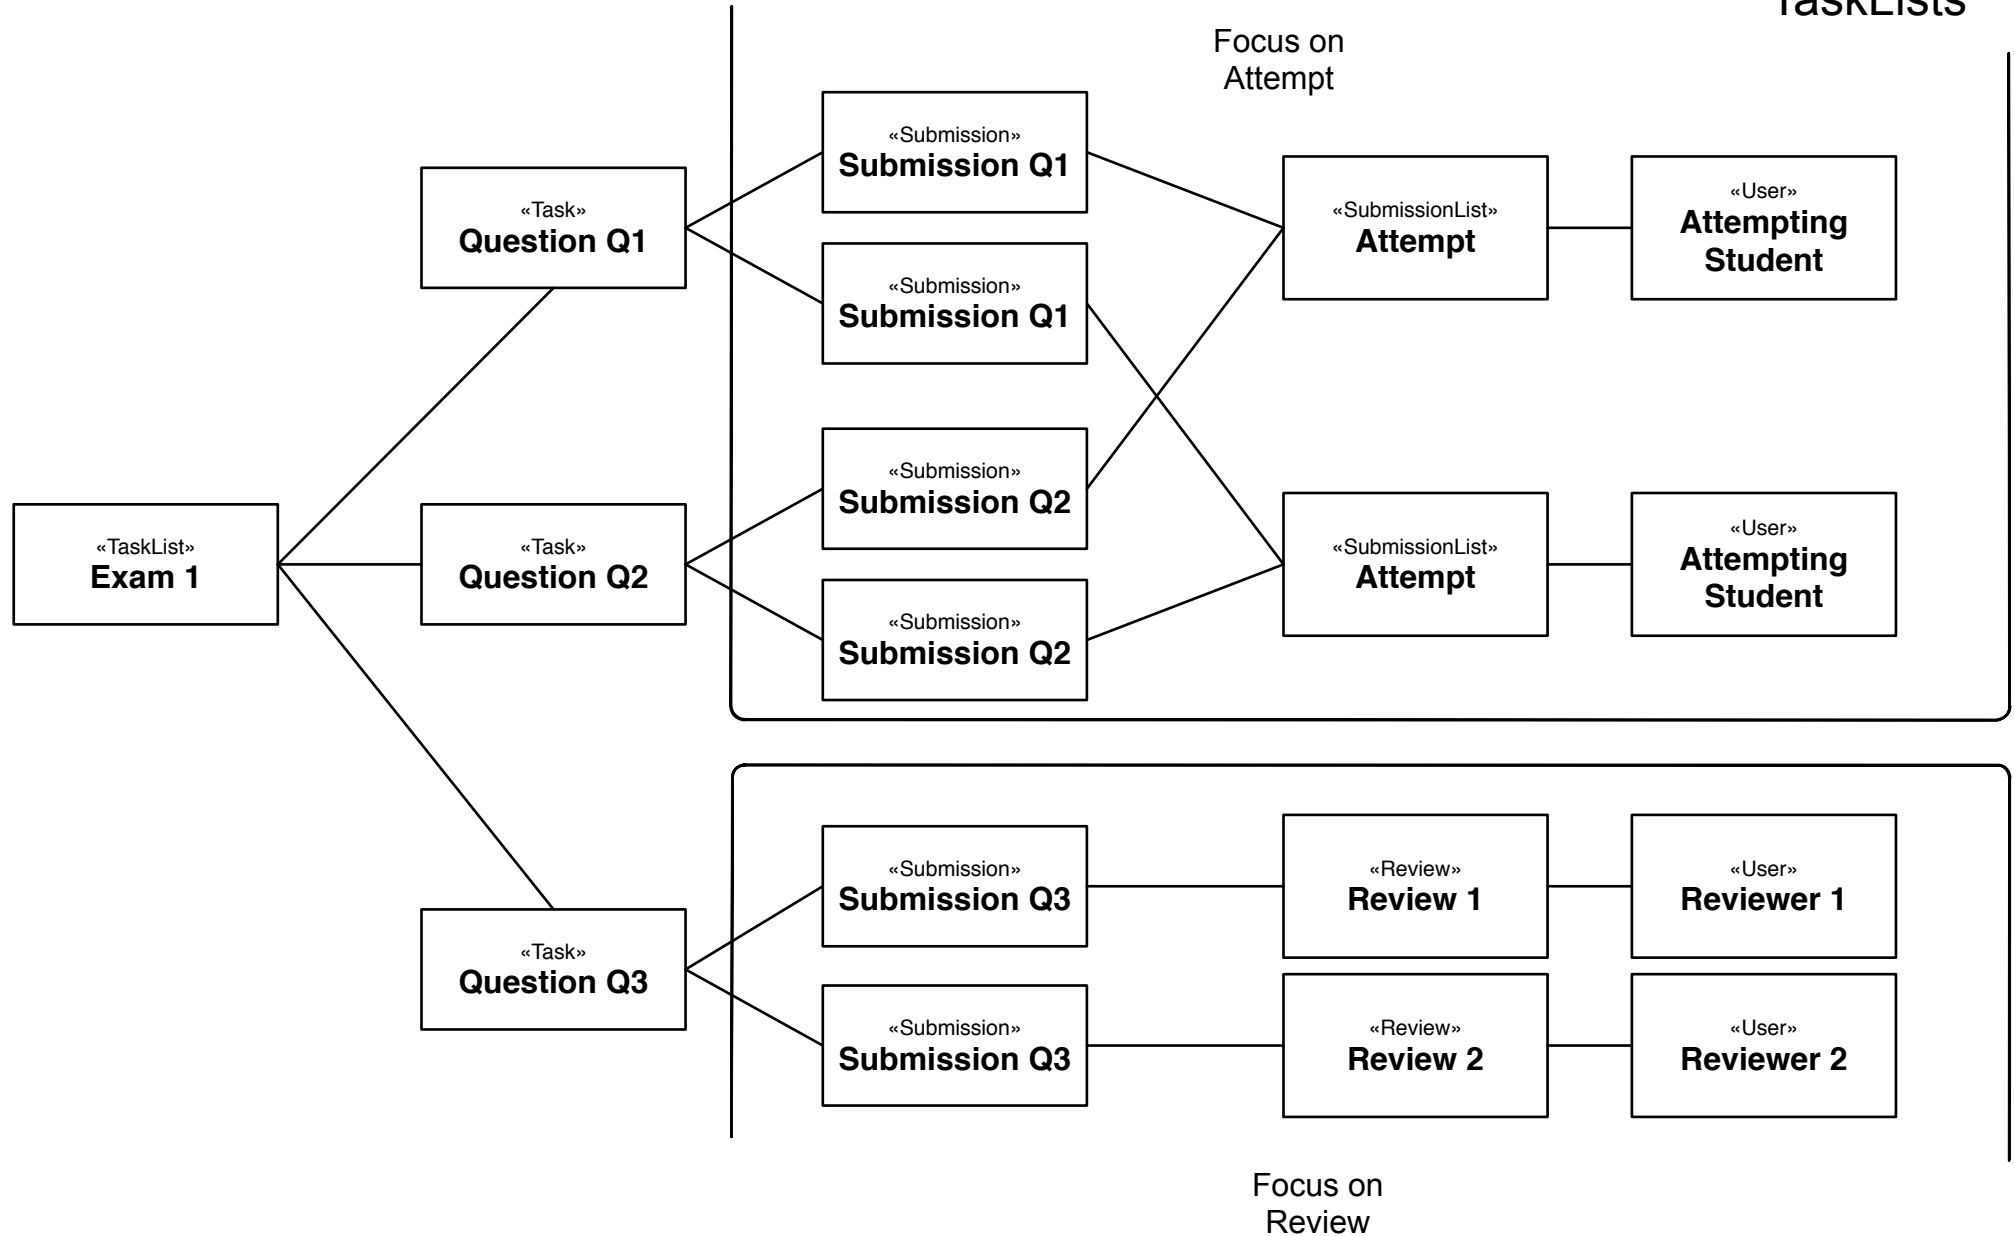 TaskLists
Focus on
Attempt
«Submission»
Submission Q1
«Task»
Question Q1
«SubmissionList»
Attempt
«User»
Attempting
Student
«Submission»
Submission Q1
«Submission»
Submission Q2
«TaskList»
Exam 1
«Task»
Question Q2
«SubmissionList»
Attempt
«User»
Attempting
Student
«Submission»
Submission Q2
«Submission»
Submission Q3
«Review»
Review 1
«User»
Reviewer 1
«Task»
Question Q3
«Submission»
Submission Q3
«Review»
Review 2
«User»
Reviewer 2
Focus on
Review